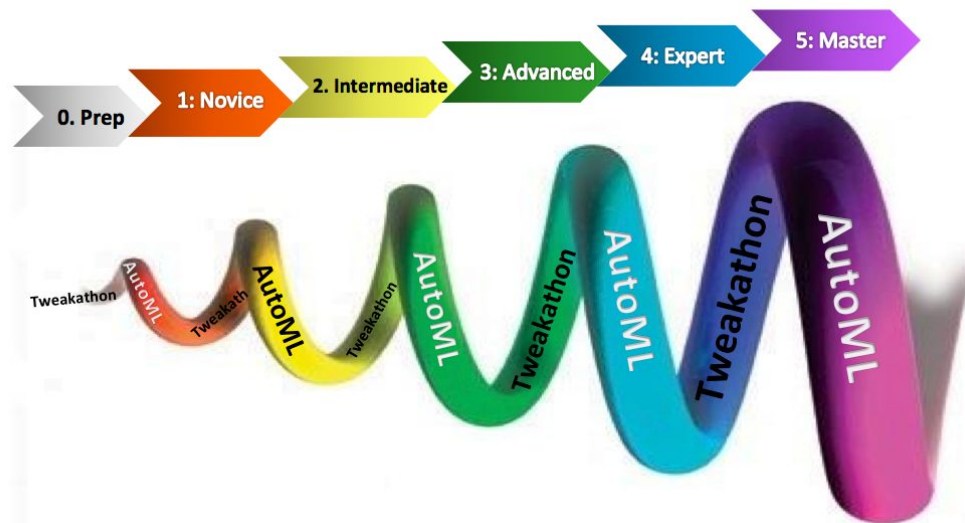 0. Prep
1: Novice
2. Intermediate
3: Advanced
4: Expert
5: Master
Tweakathon
AutoML
Tweakath
AutoML
Tweakathon
AutoML
Tweakathon
AutoML
Tweakathon
AutoML